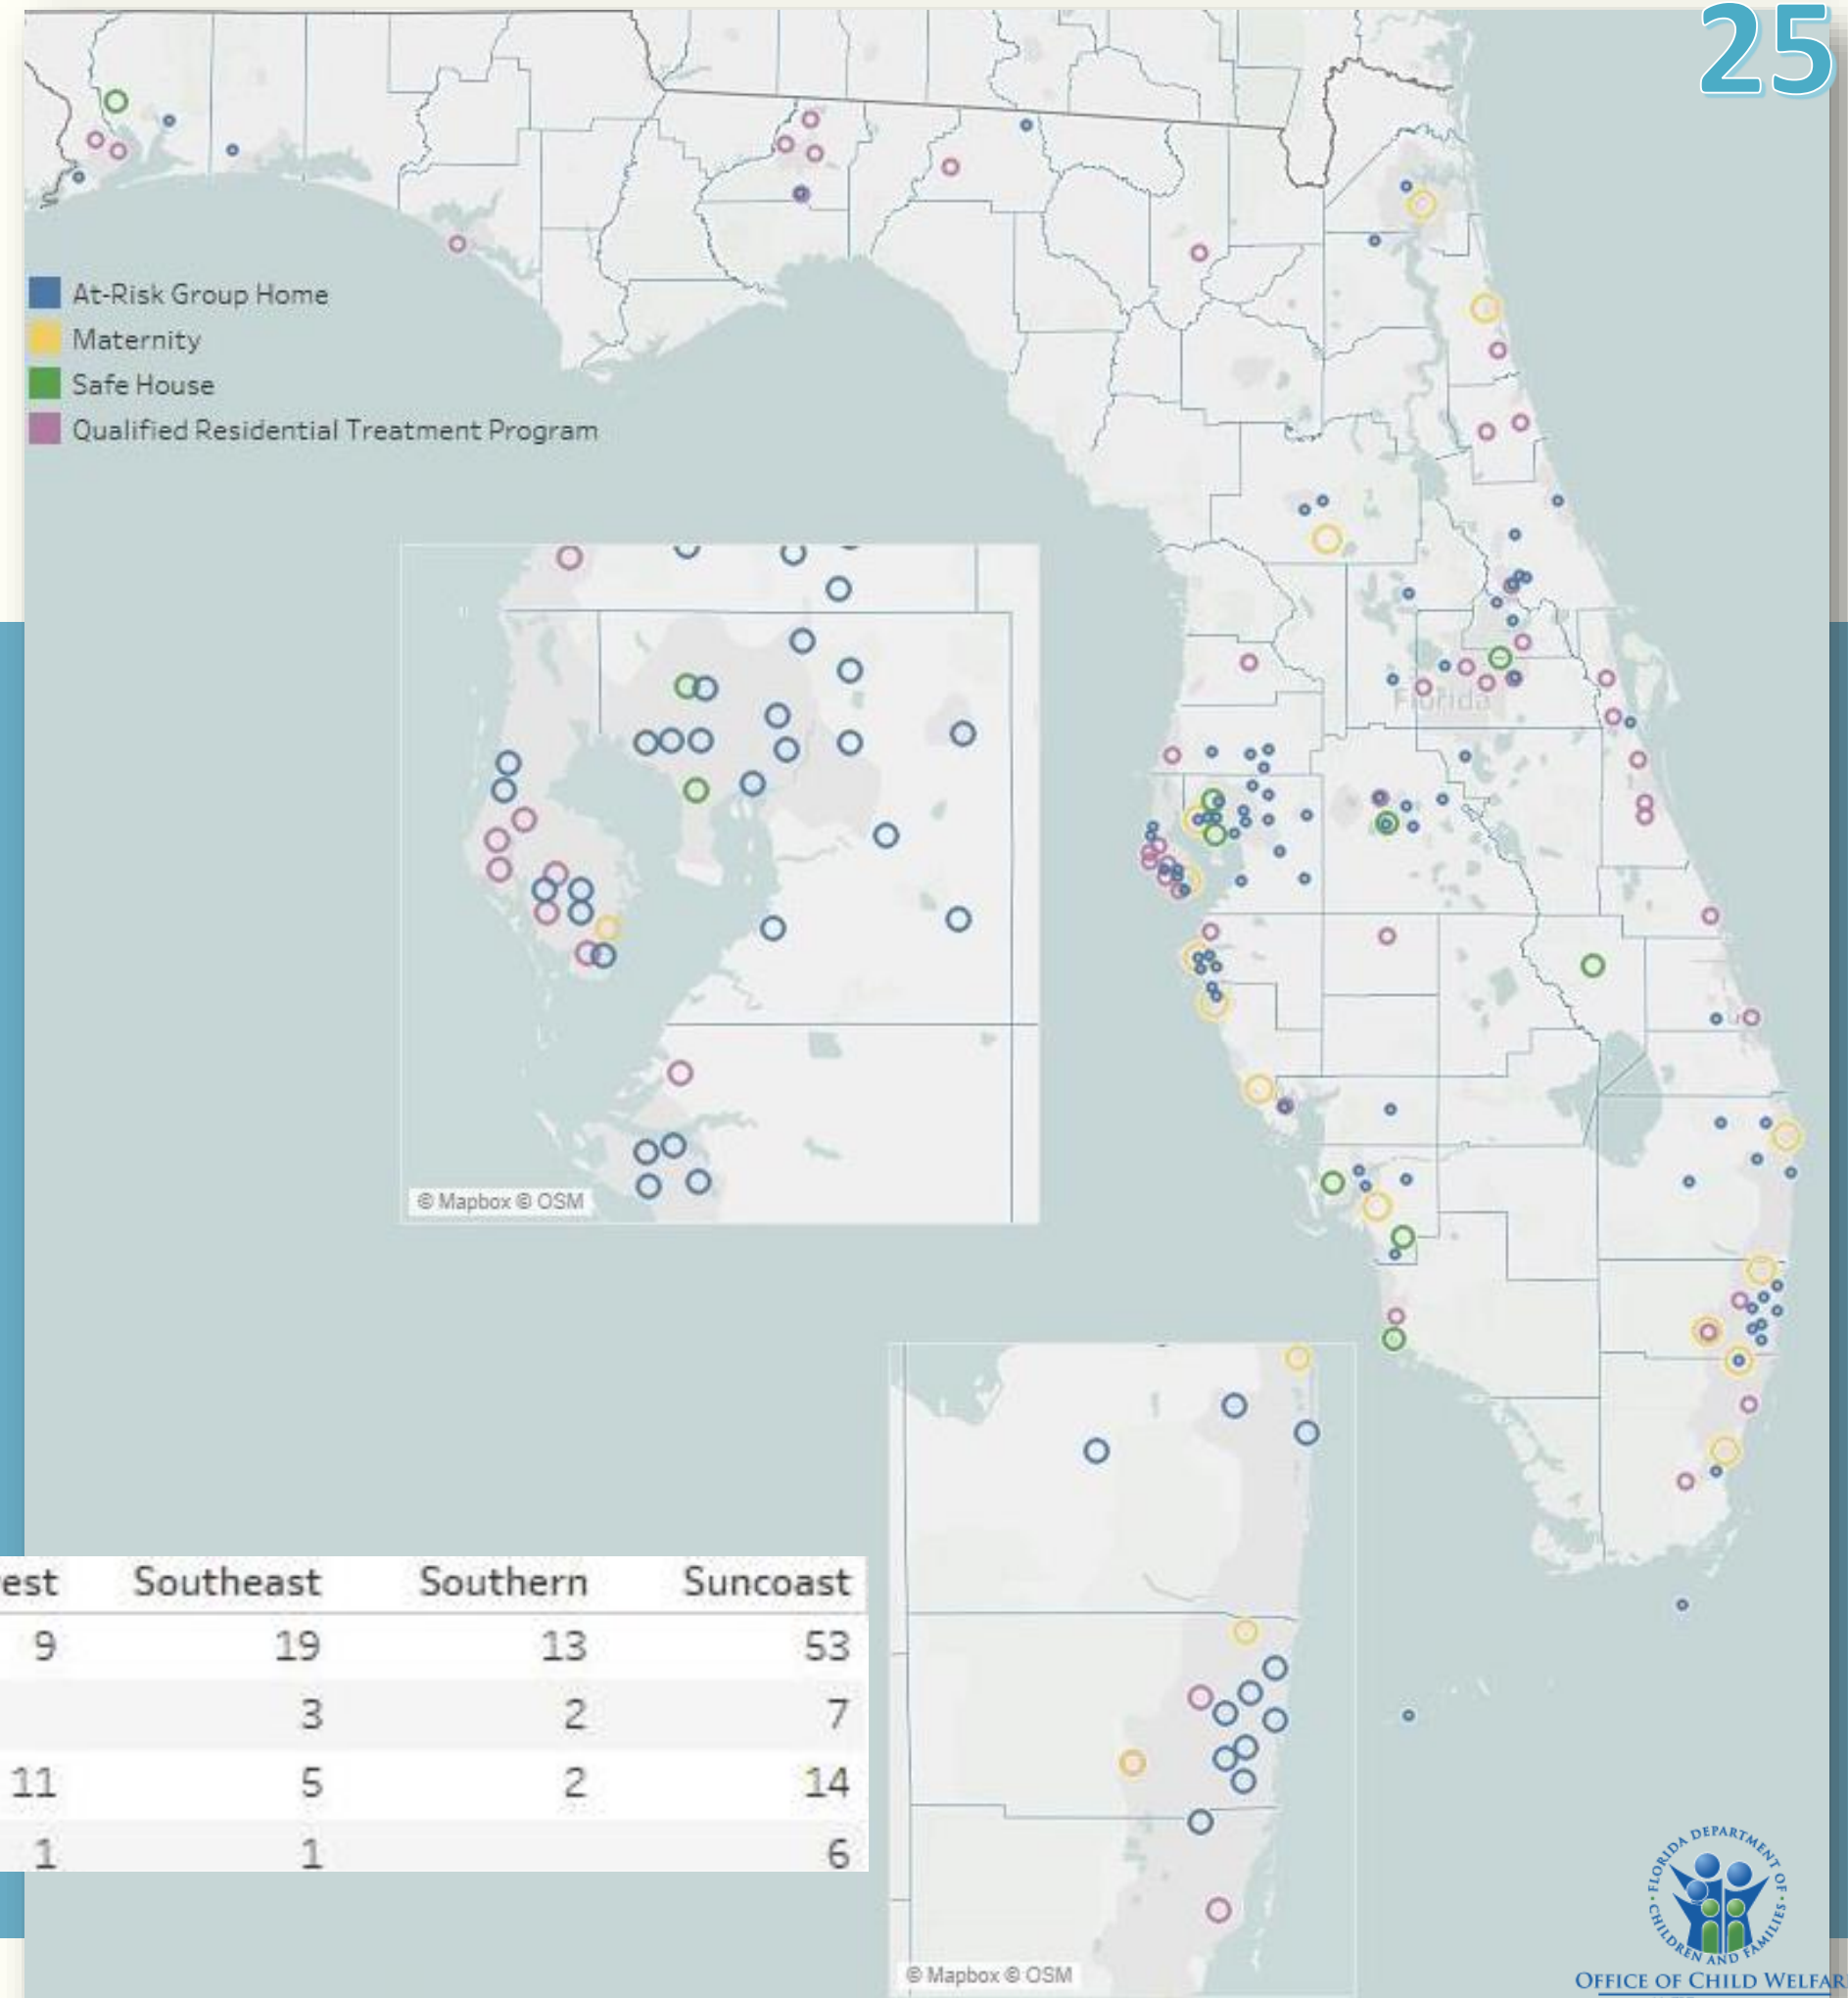 25
At-Risk Group Home
Maternity
Safe House
Qualified Residential Treatment Program
Florida
© Mapbox © OSM
est Southeast Southern Suncoast
9 19 13 53
3 2 7
11 5 2 14
1 1 6
© Mapbox © OSM
FLORIDA DEPARTMENT OF CHILDREN AND FAMILIES
OFFICE OF CHILD WELFAR